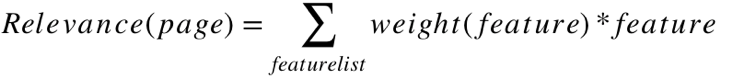 Relevance(page) = ∑ weight(feature) * feature
featurelist